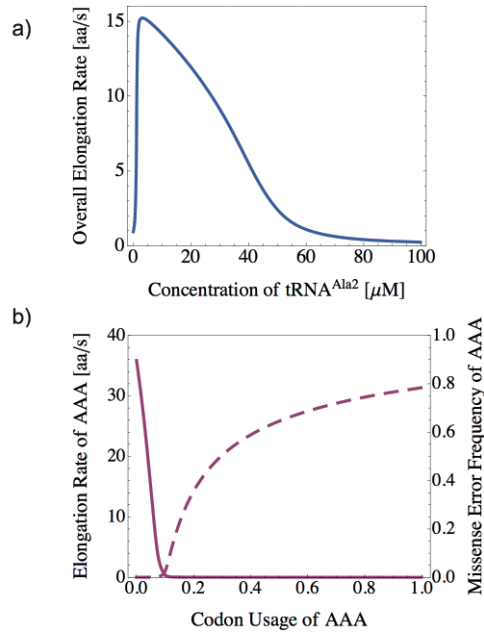 a)
Overall Elongation Rate [aa/s]
15
10
5
0
0 20 40 60 80 100
Concentration of tRNA^Ala2 [μM]
b)
Elongation Rate of AAA [aa/s]
40
30
20
10
0
0.0 0.2 0.4 0.6 0.8 1.0
Codon Usage of AAA
1.0
0.8
0.6
0.4
0.2
0.0
Missense Error Frequency of AAA